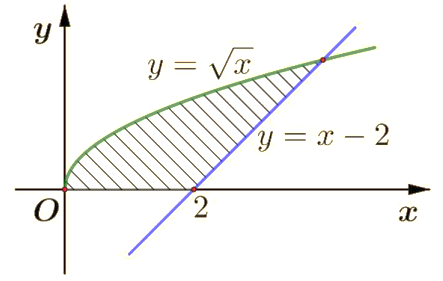 y
y = √x
y = x − 2
O
2
x